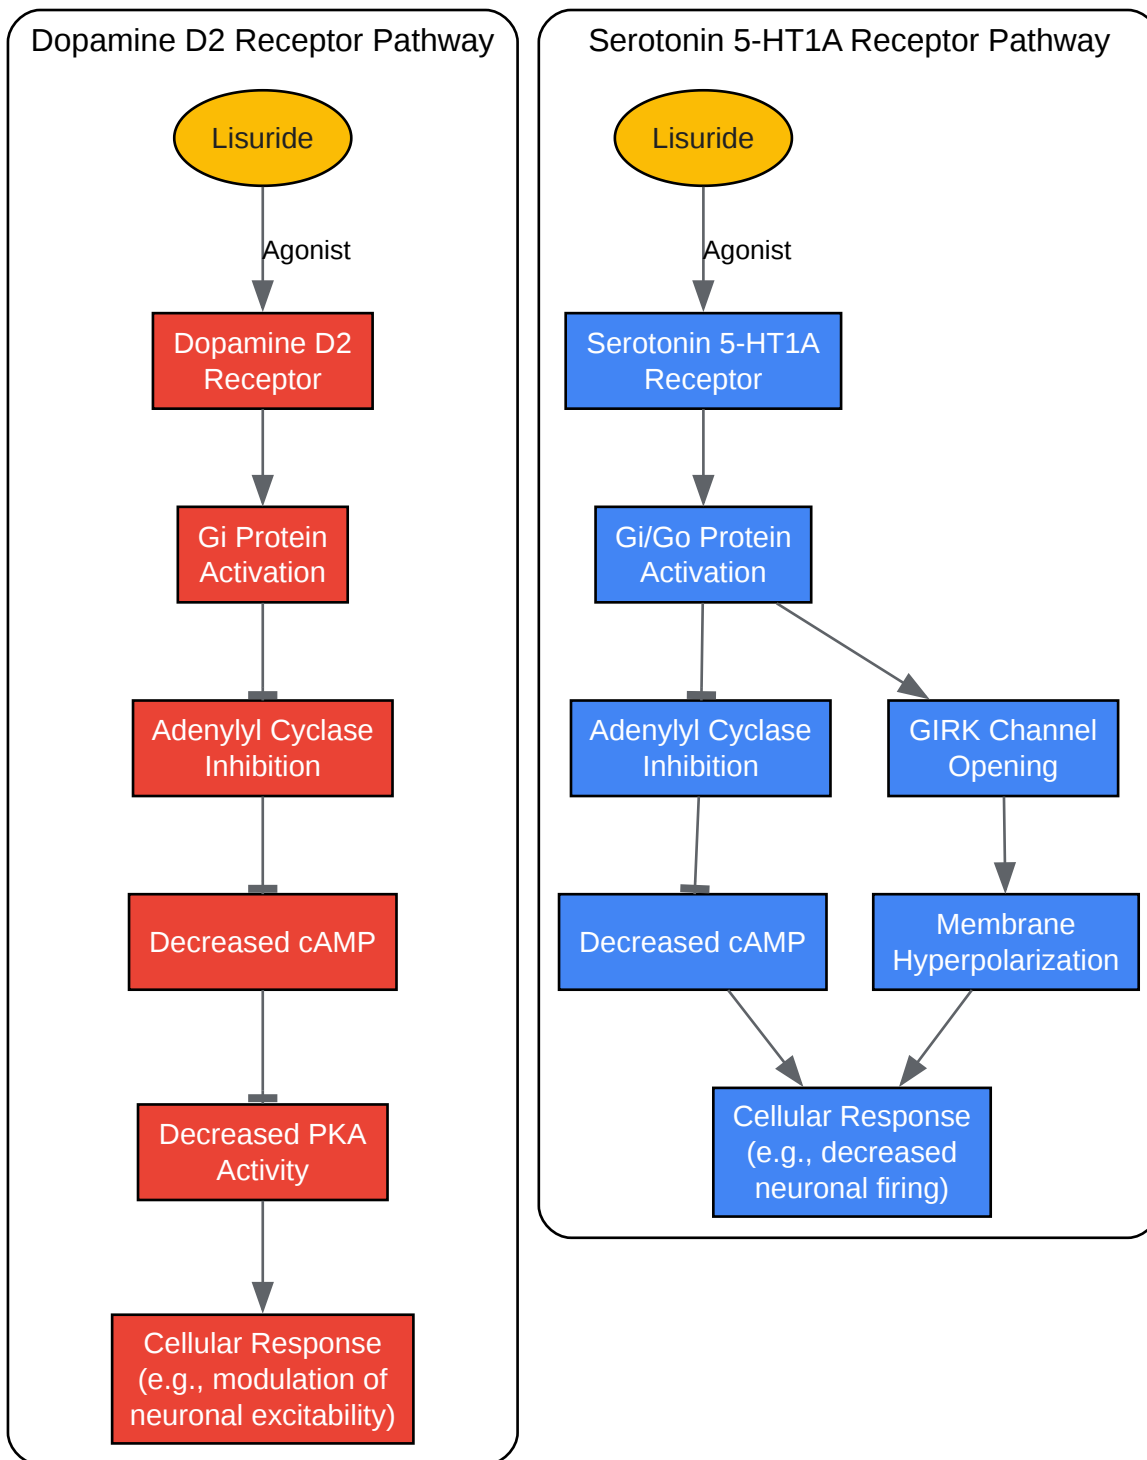 Dopamine D2 Receptor Pathway
Lisuride
Agonist
Dopamine D2
Receptor
Gi Protein
Activation
Adenylyl Cyclase
Inhibition
Decreased cAMP
Decreased PKA
Activity
Cellular Response
(e.g., modulation of
neuronal excitability)
Serotonin 5-HT1A Receptor Pathway
Lisuride
Agonist
Serotonin 5-HT1A
Receptor
Gi/Go Protein
Activation
Adenylyl Cyclase
Inhibition
GIRK Channel
Opening
Decreased cAMP
Membrane
Hyperpolarization
Cellular Response
(e.g., decreased
neuronal firing)